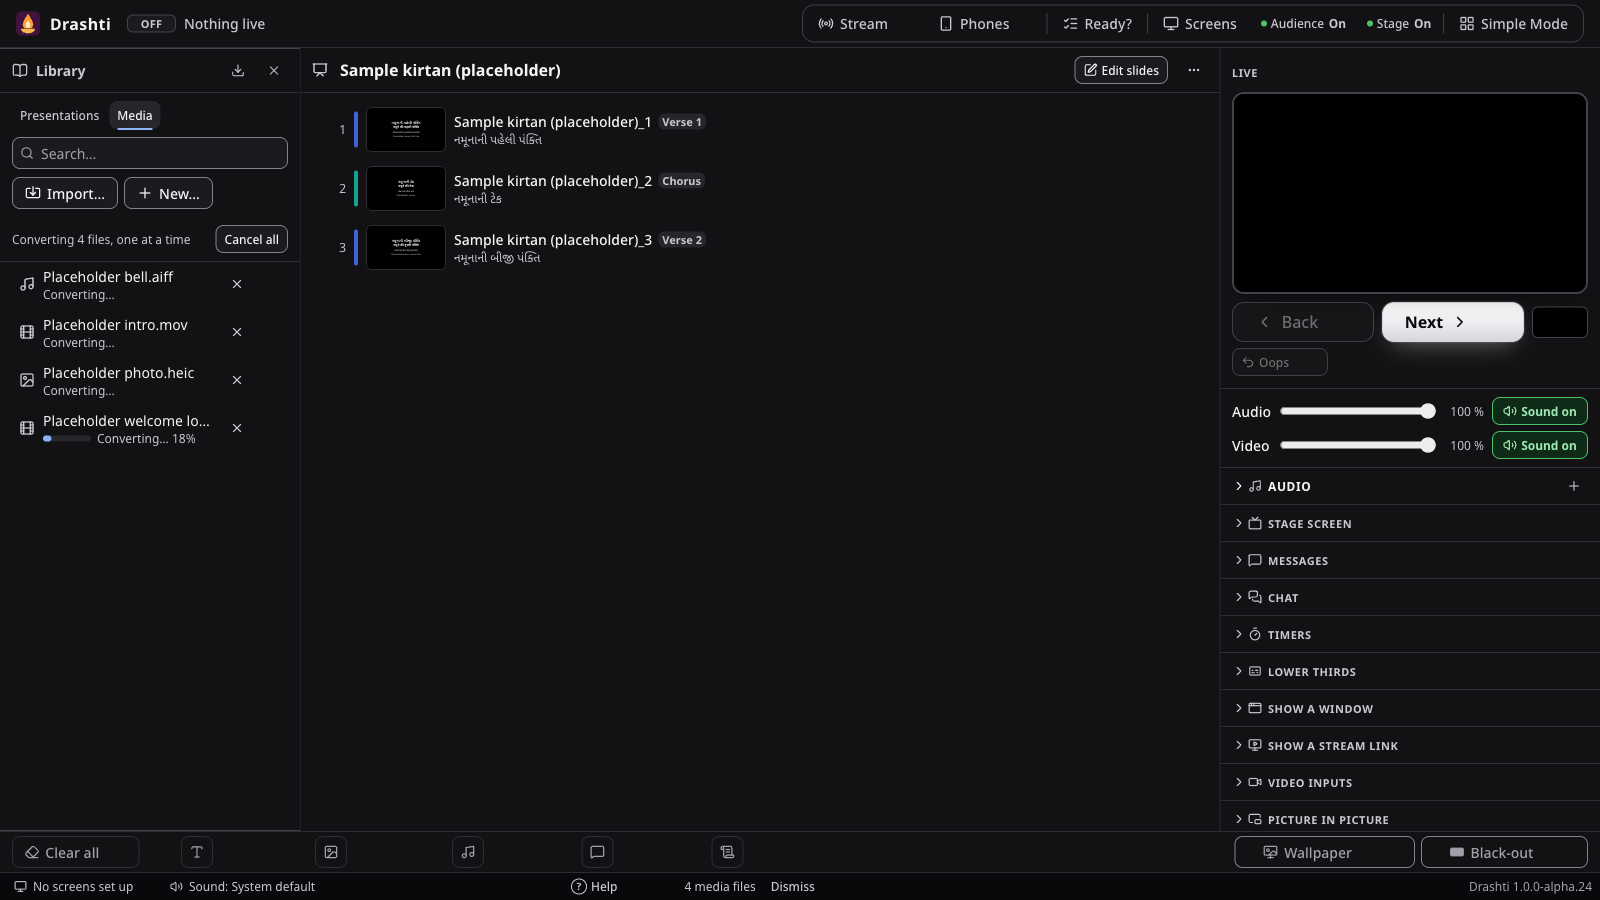 Drashti
OFF
Nothing live
Stream
Phones
Ready?
Screens
Audience On
Stage On
Simple Mode
Library
Presentations
Media
Search...
Import...
New...
Converting 4 files, one at a time
Cancel all
Placeholder bell.aiff
Converting...
Placeholder intro.mov
Converting...
Placeholder photo.heic
Converting...
Placeholder welcome lo...
Converting... 18%
Sample kirtan (placeholder)
Edit slides
1
Sample kirtan (placeholder)_1 Verse 1
નમૂનાની પહેલી પંક્તિ
2
Sample kirtan (placeholder)_2 Chorus
નમૂનાની ટેક
3
Sample kirtan (placeholder)_3 Verse 2
નમૂનાની બીજી પંક્તિ
LIVE
Back
Next
Oops
Audio 100 % Sound on
Video 100 % Sound on
AUDIO
STAGE SCREEN
MESSAGES
CHAT
TIMERS
LOWER THIRDS
SHOW A WINDOW
SHOW A STREAM LINK
VIDEO INPUTS
PICTURE IN PICTURE
Clear all
Wallpaper
Black-out
No screens set up
Sound: System default
? Help
4 media files
Dismiss
Drashti 1.0.0-alpha.24